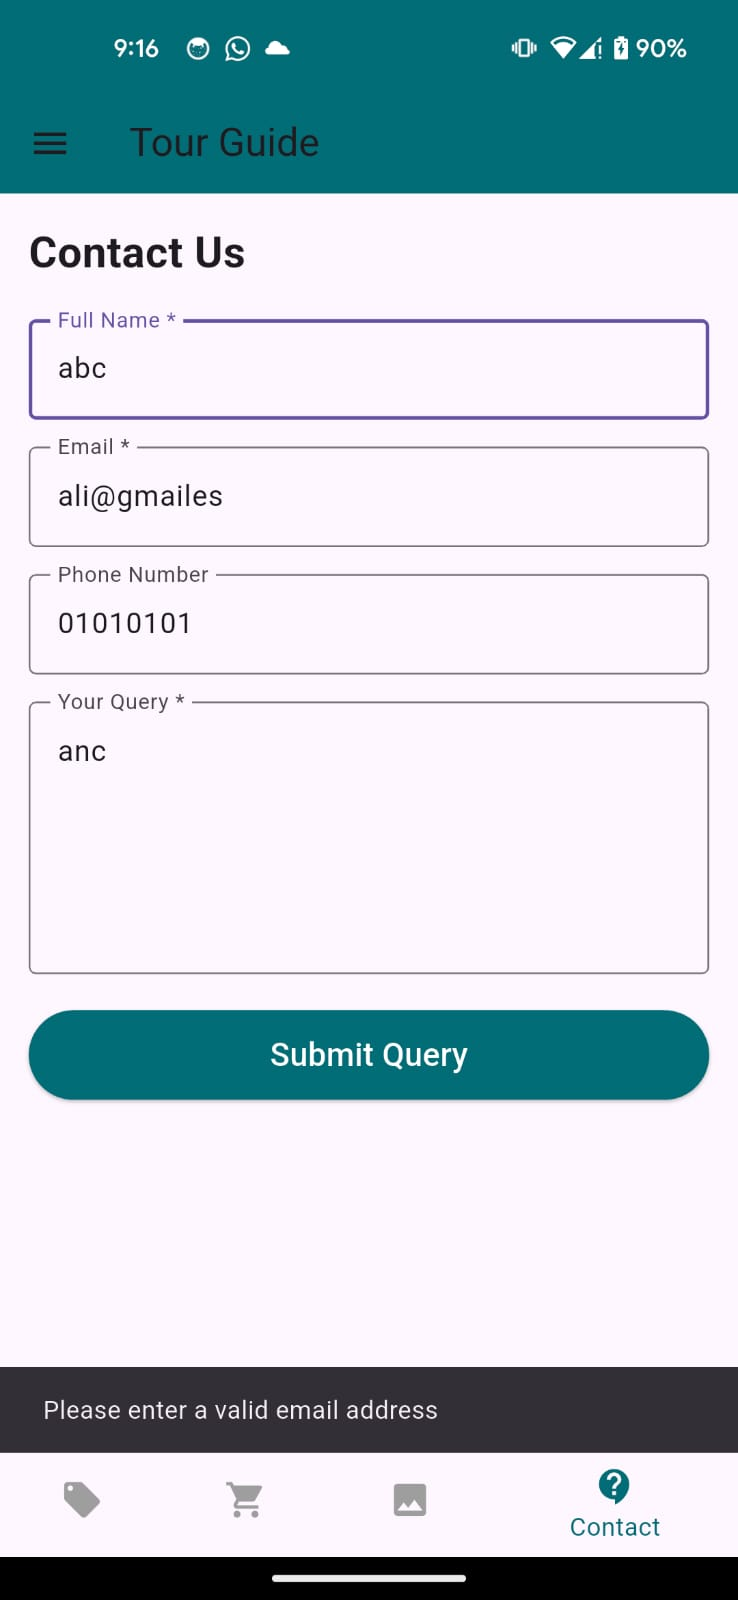 9:16
90%
Tour Guide
Contact Us
Full Name *
abc
Email *
ali@gmailes
Phone Number
01010101
Your Query *
anc
Submit Query
Please enter a valid email address
Contact